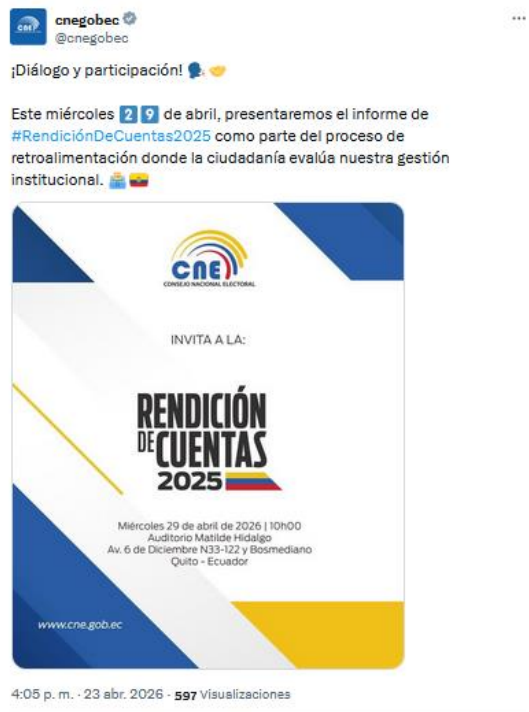 cnegobec
@cnegobec
¡Diálogo y participación! 🗣️ 🤝
Este miércoles 2️⃣9️⃣ de abril, presentaremos el informe de
#RendiciónDeCuentas2025 como parte del proceso de
retroalimentación donde la ciudadanía evalúa nuestra gestión
institucional. 🗳️ 🇪🇨
CNE
CONSEJO NACIONAL ELECTORAL
INVITA A LA:
RENDICIÓN
DE CUENTAS
2025
Miércoles 29 de abril de 2026 | 10h00
Auditorio Matilde Hidalgo
Av. 6 de Diciembre N33-122 y Bosmediano
Quito - Ecuador
www.cne.gob.ec
4:05 p. m. · 23 abr. 2026 · 597 Visualizaciones